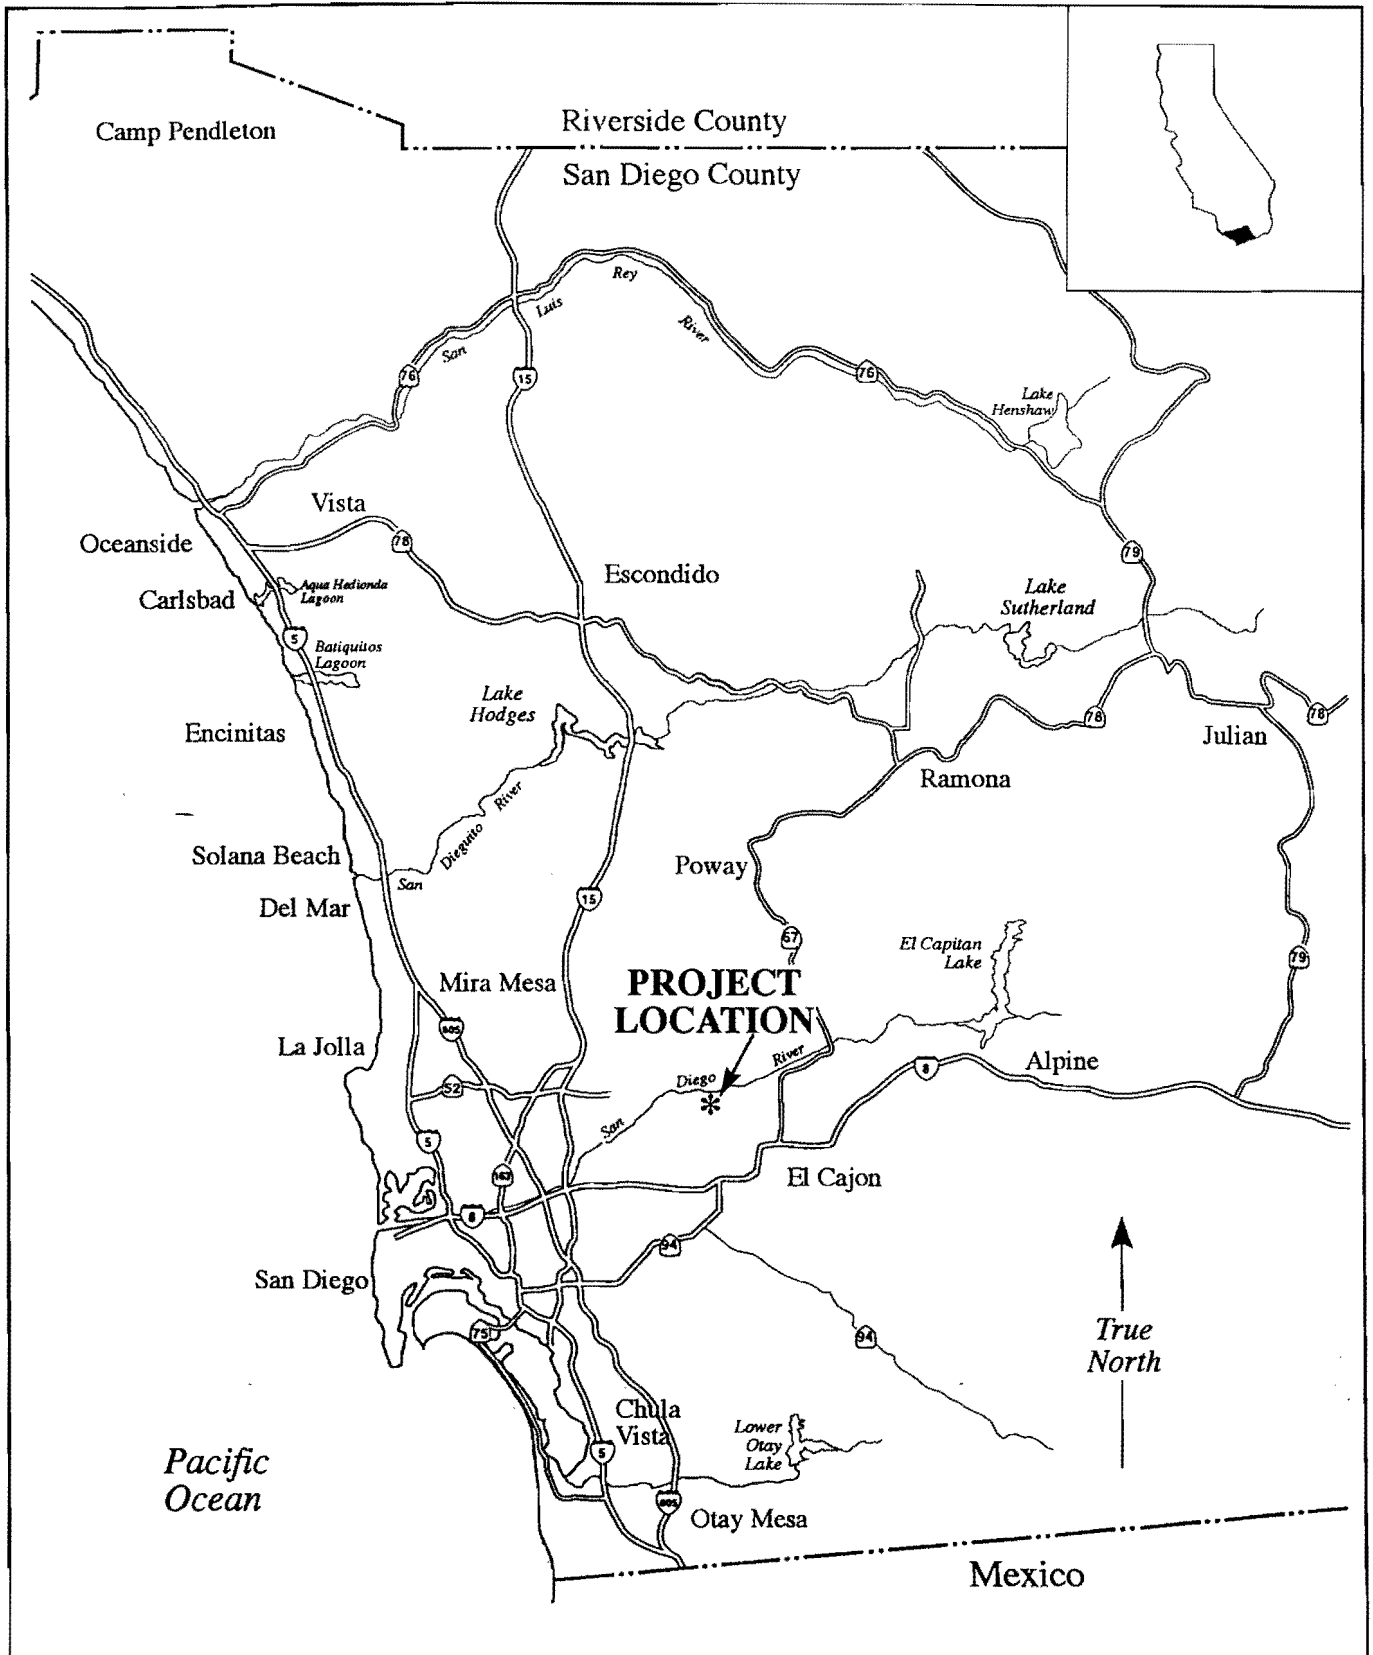 Camp Pendleton
Riverside County
San Diego County
San
Luis
Rey
River
76
15
76
Lake
Henshaw
Vista
78
Oceanside
Carlsbad
Aqua Hedionda
Lagoon
5
Batiquitos
Lagoon
Escondido
79
Lake
Sutherland
Lake
Hodges
Encinitas
78
78
Julian
Ramona
Solana Beach
San
Dieguito
River
Poway
Del Mar
15
67
El Capitan
Lake
79
Mira Mesa
PROJECT
LOCATION
805
La Jolla
52
San
Diego
River
8
Alpine
5
163
El Cajon
8
94
San Diego
75
94
True
North
Chula
Vista
5
Lower
Otay
Lake
Pacific
Ocean
805
Otay Mesa
Mexico